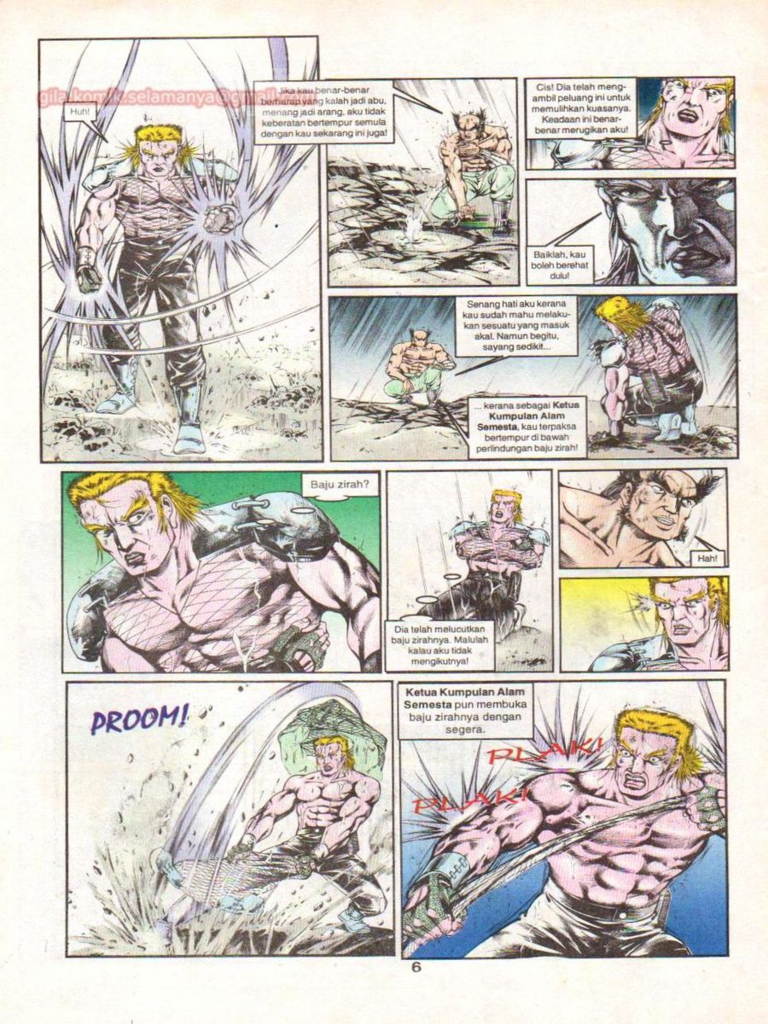 gila.komik.selamanya@gmail.com
Huh!
Jika kau benar-benar
berharap yang kalah jadi abu,
menang jadi arang, aku tidak
keberatan bertempur semula
dengan kau sekarang ini juga!
Cis! Dia telah meng-
ambil peluang ini untuk
memulihkan kuasanya.
Keadaan ini benar-
benar merugikan aku!
Baiklah, kau
boleh berehat
dulu!
Senang hati aku kerana
kau sudah mahu melaku-
kan sesuatu yang masuk
akal. Namun begitu,
sayang sedikit...
... kerana sebagai Ketua
Kumpulan Alam
Semesta, kau terpaksa
bertempur di bawah
perlindungan baju zirah!
Baju zirah?
Dia telah melucutkan
baju zirahnya. Malulah
kalau aku tidak
mengikutnya!
Hah!
PROOM!
Ketua Kumpulan Alam
Semesta pun membuka
baju zirahnya dengan
segera.
PLAK!
PLAK!
6